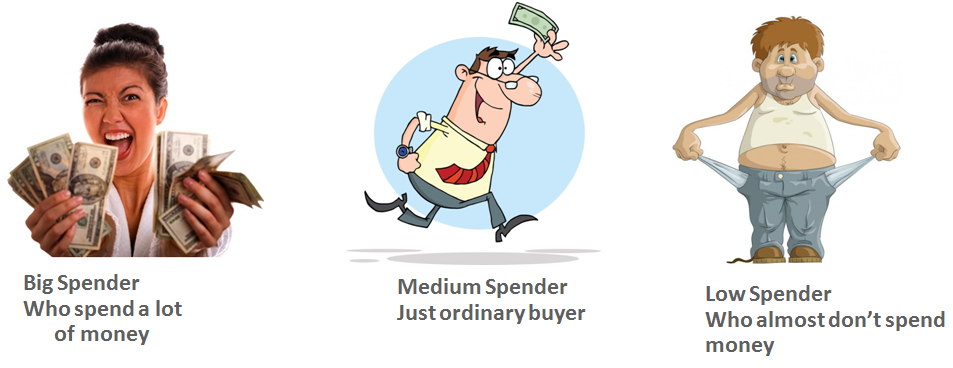 Big Spender
Who spend a lot
of money
Medium Spender
Just ordinary buyer
Low Spender
Who almost don’t spend
money